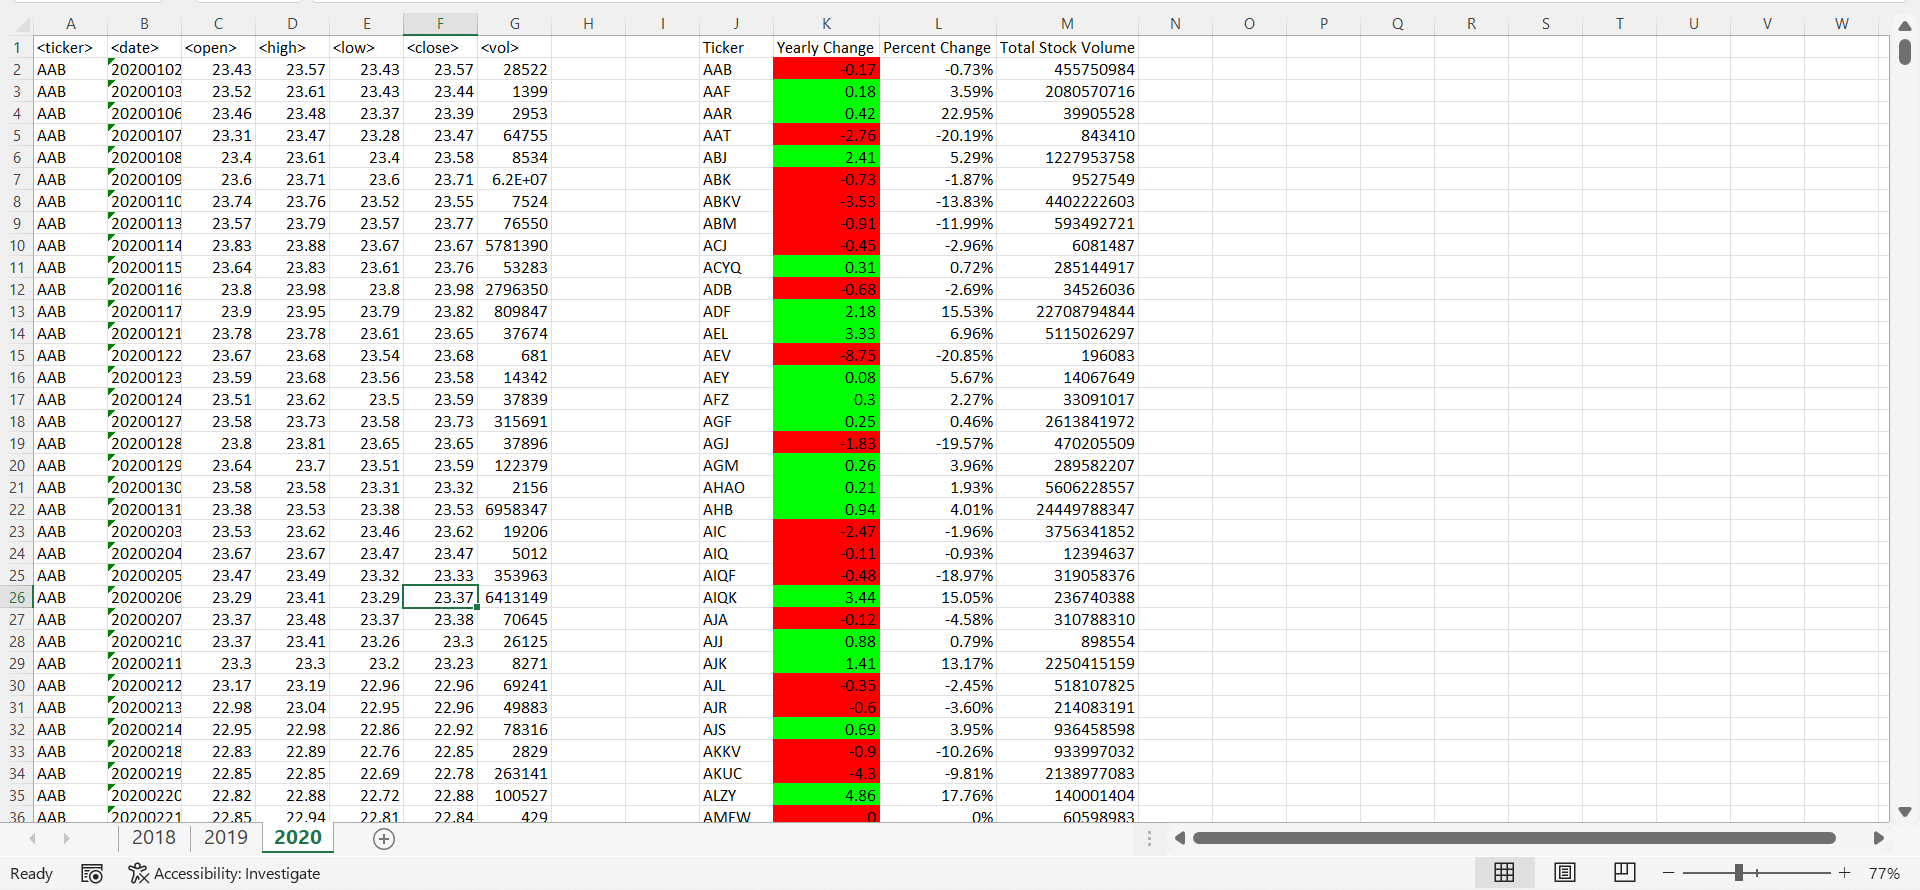 A B C D E F G H I J K L M N O P Q R S T U V W
1 <ticker> <date> <open> <high> <low> <close> <vol> Ticker Yearly Change Percent Change Total Stock Volume
2 AAB 20200102 23.43 23.57 23.43 23.57 28522 AAB -0.17 -0.73% 455750984
3 AAB 20200103 23.52 23.61 23.43 23.44 1399 AAF 0.18 3.59% 2080570716
4 AAB 20200106 23.46 23.48 23.37 23.39 2953 AAR 0.42 22.95% 39905528
5 AAB 20200107 23.31 23.47 23.28 23.47 64755 AAT -2.76 -20.19% 843410
6 AAB 20200108 23.4 23.61 23.4 23.58 8534 ABJ 2.41 5.29% 1227953758
7 AAB 20200109 23.6 23.71 23.6 23.71 6.2E+07 ABK -0.73 -1.87% 9527549
8 AAB 20200110 23.74 23.76 23.52 23.55 7524 ABKV -3.53 -13.83% 4402222603
9 AAB 20200113 23.57 23.79 23.57 23.77 76550 ABM -0.91 -11.99% 593492721
10 AAB 20200114 23.83 23.88 23.67 23.67 5781390 ACJ -0.45 -2.96% 6081487
11 AAB 20200115 23.64 23.83 23.61 23.76 53283 ACYQ 0.31 0.72% 285144917
12 AAB 20200116 23.8 23.98 23.8 23.98 2796350 ADB -0.68 -2.69% 34526036
13 AAB 20200117 23.9 23.95 23.79 23.82 809847 ADF 2.18 15.53% 22708794844
14 AAB 20200121 23.78 23.78 23.61 23.65 37674 AEL 3.33 6.96% 5115026297
15 AAB 20200122 23.67 23.68 23.54 23.68 681 AEV -8.75 -20.85% 196083
16 AAB 20200123 23.59 23.68 23.56 23.58 14342 AEY 0.08 5.67% 14067649
17 AAB 20200124 23.51 23.62 23.5 23.59 37839 AFZ 0.3 2.27% 33091017
18 AAB 20200127 23.58 23.73 23.58 23.73 315691 AGF 0.25 0.46% 2613841972
19 AAB 20200128 23.8 23.81 23.65 23.65 37896 AGJ -1.83 -19.57% 470205509
20 AAB 20200129 23.64 23.7 23.51 23.59 122379 AGM 0.26 3.96% 289582207
21 AAB 20200130 23.58 23.58 23.31 23.32 2156 AHAO 0.21 1.93% 5606228557
22 AAB 20200131 23.38 23.53 23.38 23.53 6958347 AHB 0.94 4.01% 24449788347
23 AAB 20200203 23.53 23.62 23.46 23.62 19206 AIC -2.47 -1.96% 3756341852
24 AAB 20200204 23.67 23.67 23.47 23.47 5012 AIQ -0.11 -0.93% 12394637
25 AAB 20200205 23.47 23.49 23.32 23.33 353963 AIQF -0.48 -18.97% 319058376
26 AAB 20200206 23.29 23.41 23.29 23.37 6413149 AIQK 3.44 15.05% 236740388
27 AAB 20200207 23.37 23.48 23.37 23.38 70645 AJA -0.12 -4.58% 310788310
28 AAB 20200210 23.37 23.41 23.26 23.3 26125 AJJ 0.88 0.79% 898554
29 AAB 20200211 23.3 23.3 23.2 23.23 8271 AJK 1.41 13.17% 2250415159
30 AAB 20200212 23.17 23.19 22.96 22.96 69241 AJL -0.35 -2.45% 518107825
31 AAB 20200213 22.98 23.04 22.95 22.96 49883 AJR -0.6 -3.60% 214083191
32 AAB 20200214 22.95 22.98 22.86 22.92 78316 AJS 0.69 3.95% 936458598
33 AAB 20200218 22.83 22.89 22.76 22.85 2829 AKKV -0.9 -10.26% 933997032
34 AAB 20200219 22.85 22.85 22.69 22.78 263141 AKUC -4.3 -9.81% 2138977083
35 AAB 20200220 22.82 22.88 22.72 22.88 100527 ALZY 4.86 17.76% 140001404
36 AAB 20200221 22.85 22.94 22.81 22.84 429 AMEW 0 0% 60598983
2018 2019 2020
Ready Accessibility: Investigate 77%